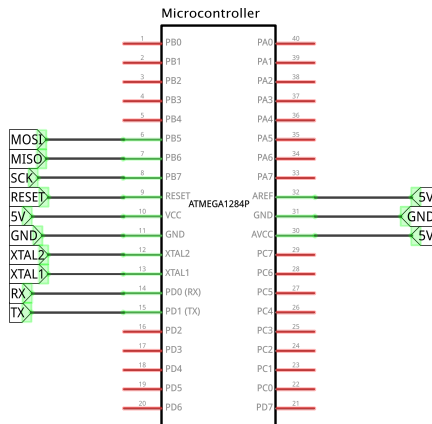 Microcontroller
1 PB0 PA0 40
2 PB1 PA1 39
3 PB2 PA2 38
4 PB3 PA3 37
5 PB4 PA4 36
MOSI 6 PB5 PA5 35
MISO 7 PB6 PA6 34
SCK 8 PB7 PA7 33
RESET 9 RESET AREF 32 5V
ATMEGA1284P
5V 10 VCC GND 31 GND
GND 11 GND AVCC 30 5V
XTAL2 12 XTAL2 PC7 29
XTAL1 13 XTAL1 PC6 28
RX 14 PD0 (RX) PC5 27
TX 15 PD1 (TX) PC4 26
16 PD2 PC3 25
17 PD3 PC2 24
18 PD4 PC1 23
19 PD5 PC0 22
20 PD6 PD7 21